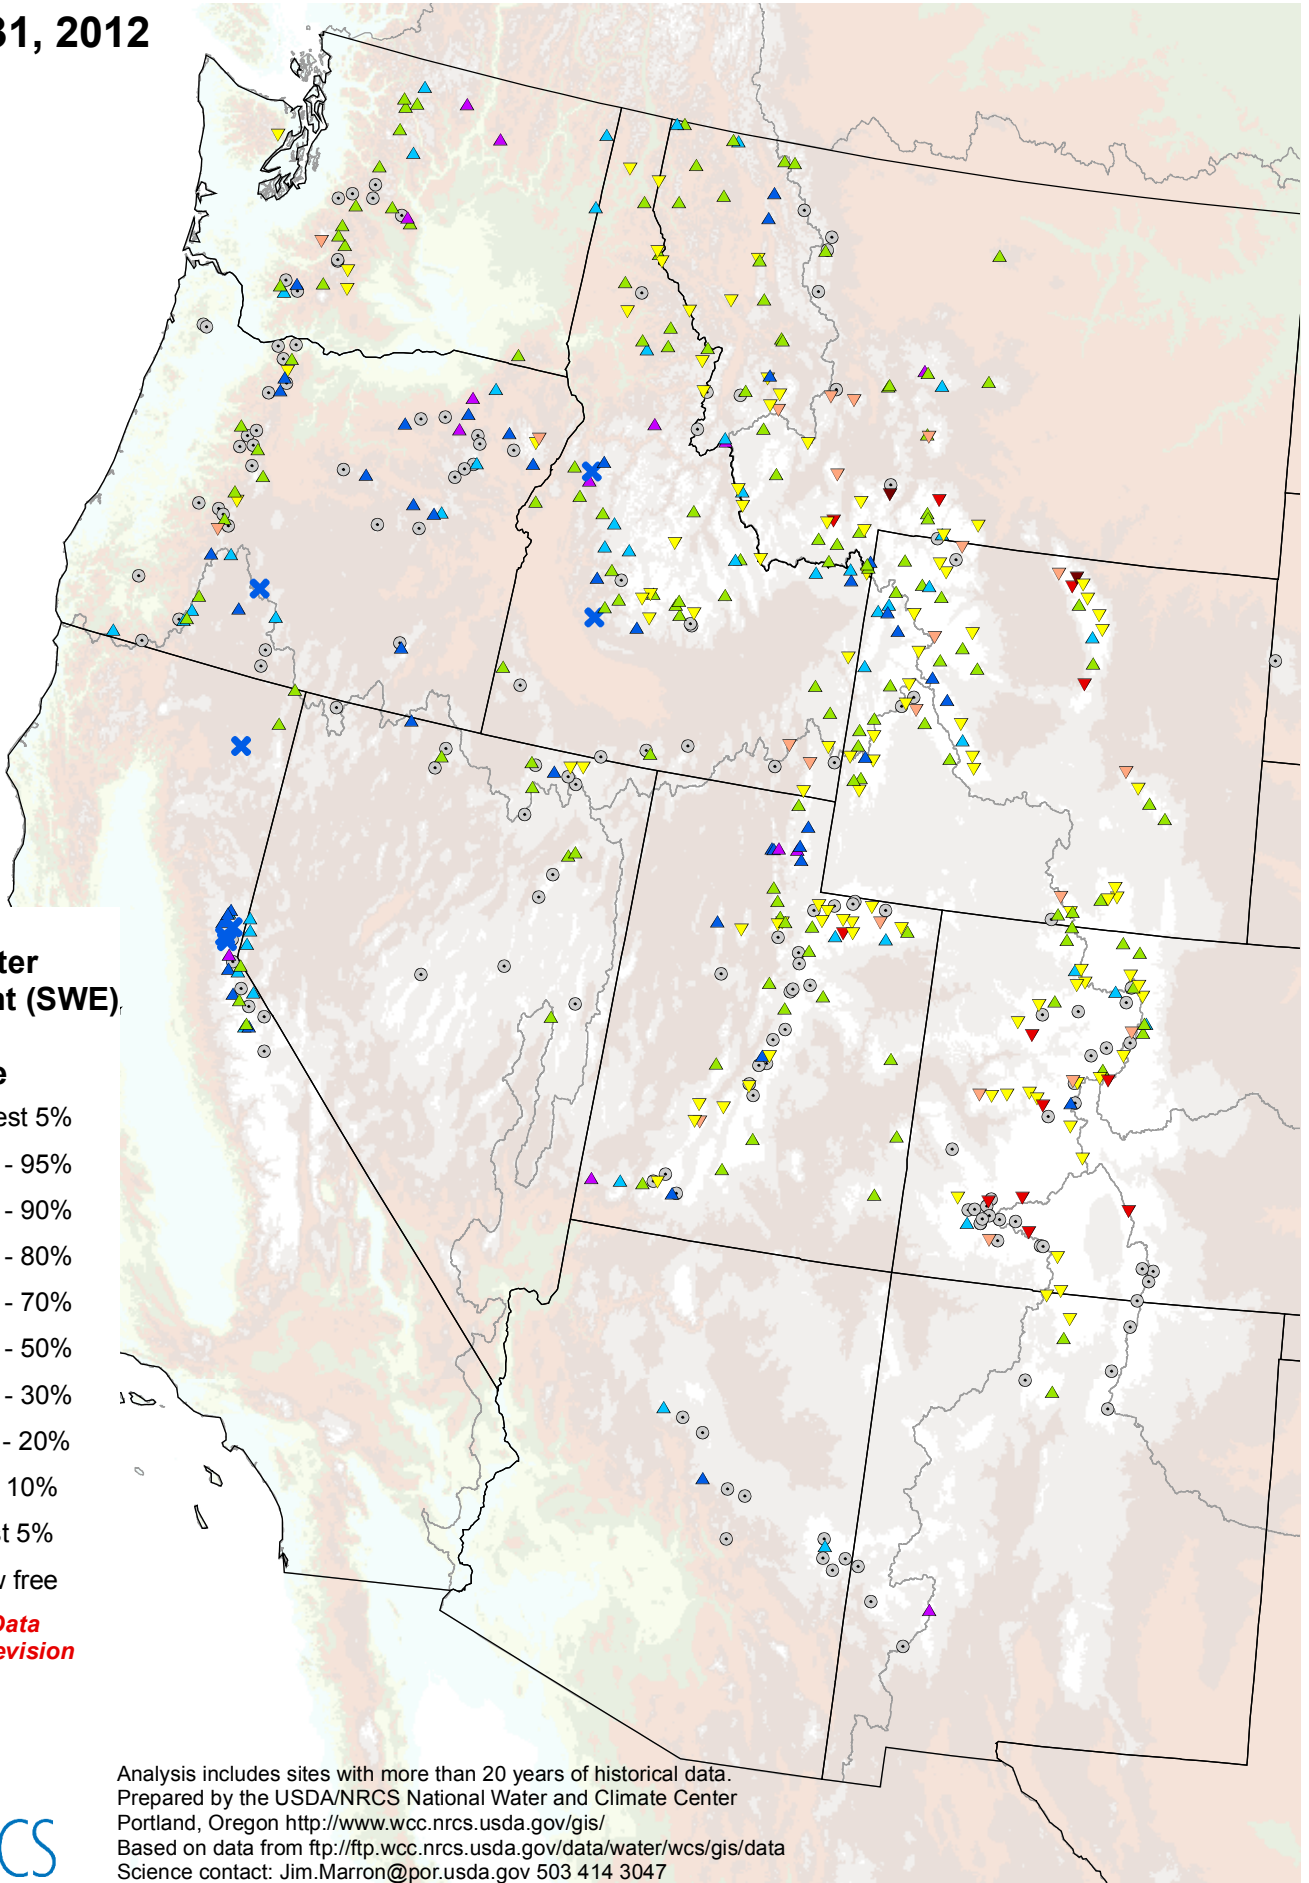 31, 2012
ter
nt (SWE)
e
est 5%
- 95%
- 90%
- 80%
- 70%
- 50%
- 30%
- 20%
10%
st 5%
v free
Data
evision
CS
Analysis includes sites with more than 20 years of historical data.
Prepared by the USDA/NRCS National Water and Climate Center
Portland, Oregon http://www.wcc.nrcs.usda.gov/gis/
Based on data from ftp://ftp.wcc.nrcs.usda.gov/data/water/wcs/gis/data
Science contact: Jim.Marron@por.usda.gov 503 414 3047